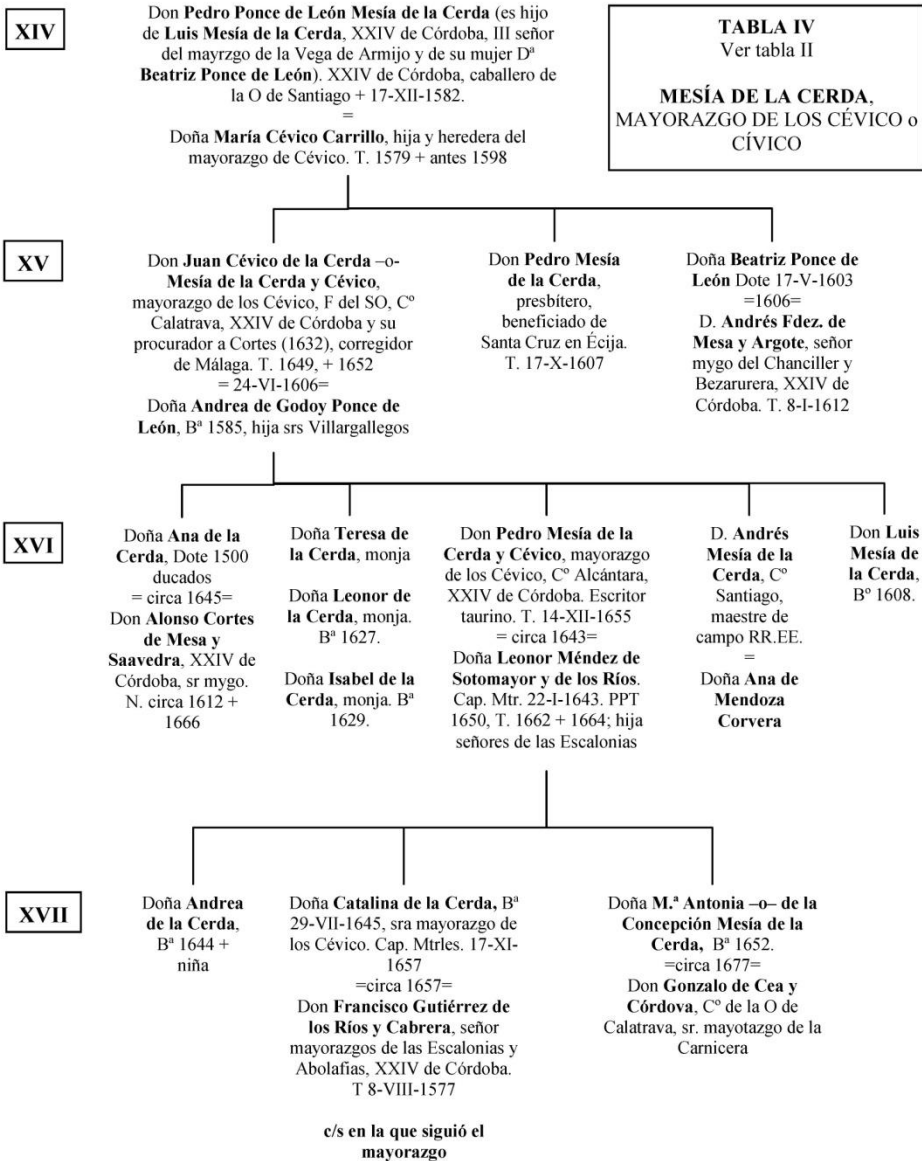 XIV
Don Pedro Ponce de León Mesía de la Cerda (es hijo
de Luis Mesía de la Cerda, XXIV de Córdoba, III señor
del mayrzgo de la Vega de Armijo y de su mujer Dª
Beatriz Ponce de León). XXIV de Córdoba, caballero de
la O de Santiago + 17-XII-1582.
=
Doña María Cévico Carrillo, hija y heredera del
mayorazgo de Cévico. T. 1579 + antes 1598
TABLA IV
Ver tabla II
MESÍA DE LA CERDA,
MAYORAZGO DE LOS CÉVICO o
CÍVICO
XV
Don Juan Cévico de la Cerda –o-
Mesía de la Cerda y Cévico,
mayorazgo de los Cévico, F del SO, Cº
Calatrava, XXIV de Córdoba y su
procurador a Cortes (1632), corregidor
de Málaga. T. 1649, + 1652
= 24-VI-1606=
Doña Andrea de Godoy Ponce de
León, Bª 1585, hija srs Villargallegos
Don Pedro Mesía
de la Cerda,
presbítero,
beneficiado de
Santa Cruz en Écija.
T. 17-X-1607
Doña Beatriz Ponce de
León Dote 17-V-1603
=1606=
D. Andrés Fdez. de
Mesa y Argote, señor
mygo del Chanciller y
Bezarurera, XXIV de
Córdoba. T. 8-I-1612
XVI
Doña Ana de la
Cerda, Dote 1500
ducados
= circa 1645=
Don Alonso Cortes
de Mesa y
Saavedra, XXIV de
Córdoba, sr mygo.
N. circa 1612 +
1666
Doña Teresa de
la Cerda, monja
Doña Leonor de
la Cerda, monja.
Bª 1627.
Doña Isabel de la
Cerda, monja. Bª
1629.
Don Pedro Mesía de la
Cerda y Cévico, mayorazgo
de los Cévico, Cº Alcántara,
XXIV de Córdoba. Escritor
taurino. T. 14-XII-1655
= circa 1643=
Doña Leonor Méndez de
Sotomayor y de los Ríos.
Cap. Mtr. 22-I-1643. PPT
1650, T. 1662 + 1664; hija
señores de las Escalonias
D. Andrés
Mesía de la
Cerda, Cº
Santiago,
maestre de
campo RR.EE.
=
Doña Ana de
Mendoza
Corvera
Don Luis
Mesía de
la Cerda,
Bº 1608.
XVII
Doña Andrea
de la Cerda,
Bª 1644 +
niña
Doña Catalina de la Cerda, Bª
29-VII-1645, sra mayorazgo de
los Cévico. Cap. Mtrles. 17-XI-
1657
=circa 1657=
Don Francisco Gutiérrez de
los Ríos y Cabrera, señor
mayorazgos de las Escalonias y
Abolafias, XXIV de Córdoba.
T 8-VIII-1577
c/s en la que siguió el
mayorazgo
Doña M.ª Antonia –o– de la
Concepción Mesía de la
Cerda, Bª 1652.
=circa 1677=
Don Gonzalo de Cea y
Córdova, Cº de la O de
Calatrava, sr. mayotazgo de la
Carnicera